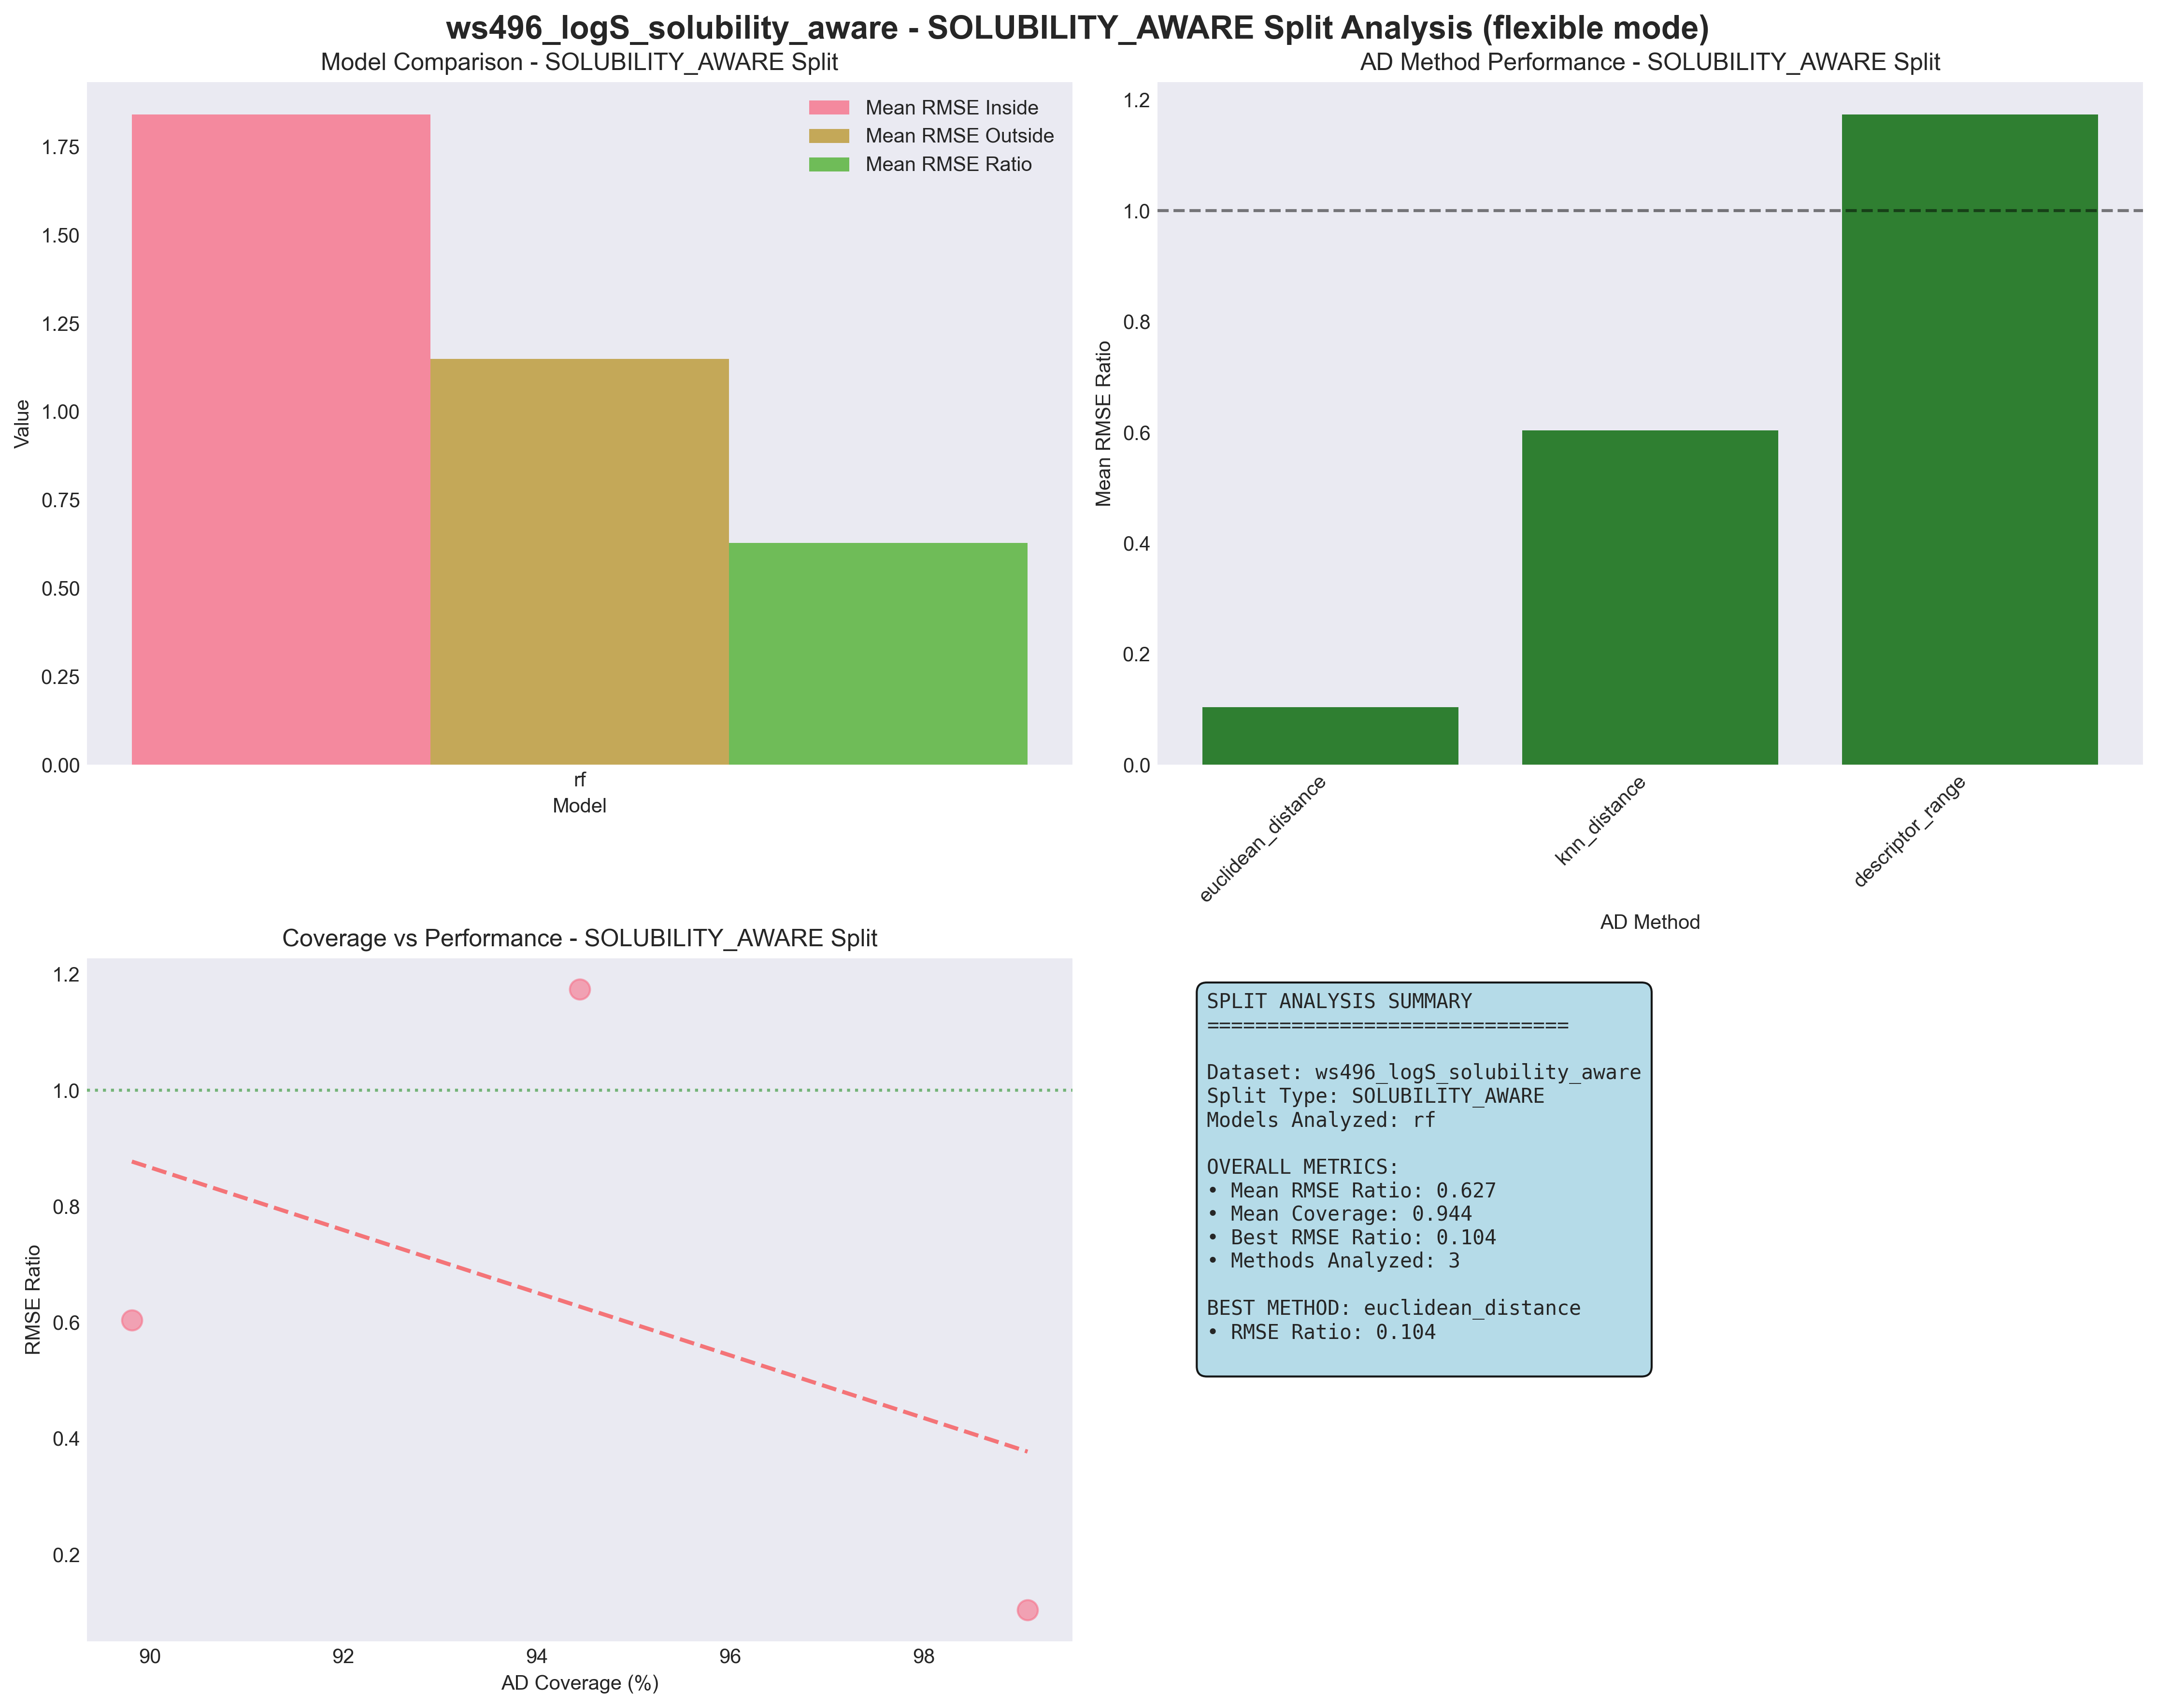 ws496_logS_solubility_aware - SOLUBILITY_AWARE Split Analysis (flexible mode)
Model Comparison - SOLUBILITY_AWARE Split
Mean RMSE Inside
Mean RMSE Outside
Mean RMSE Ratio
1.75
1.50
1.25
1.00
0.75
0.50
0.25
0.00
Value
rf
Model
AD Method Performance - SOLUBILITY_AWARE Split
1.2
1.0
0.8
0.6
0.4
0.2
0.0
Mean RMSE Ratio
euclidean_distance
knn_distance
descriptor_range
AD Method
Coverage vs Performance - SOLUBILITY_AWARE Split
1.2
1.0
0.8
0.6
0.4
0.2
RMSE Ratio
90
92
94
96
98
AD Coverage (%)
SPLIT ANALYSIS SUMMARY
==============================
Dataset: ws496_logS_solubility_aware
Split Type: SOLUBILITY_AWARE
Models Analyzed: rf
OVERALL METRICS:
• Mean RMSE Ratio: 0.627
• Mean Coverage: 0.944
• Best RMSE Ratio: 0.104
• Methods Analyzed: 3
BEST METHOD: euclidean_distance
• RMSE Ratio: 0.104